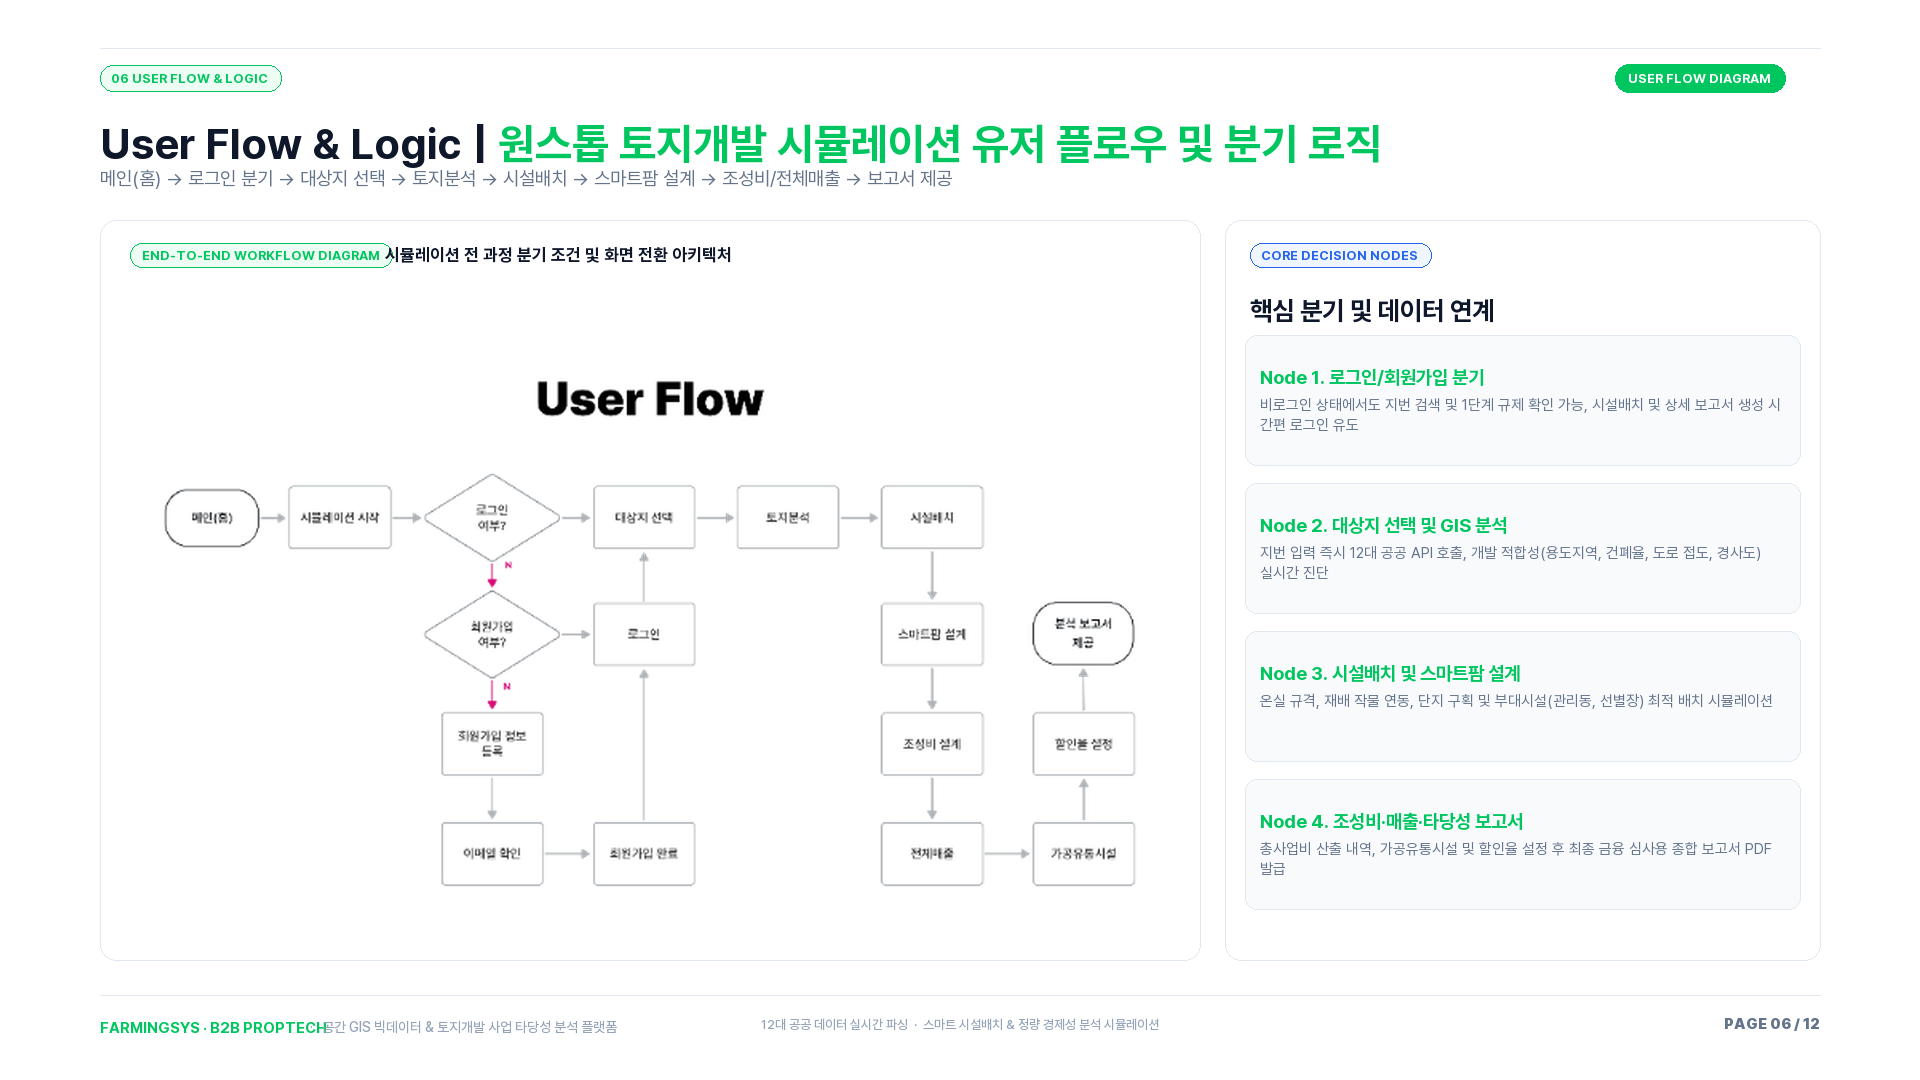 06 USER FLOW & LOGIC
USER FLOW DIAGRAM
User Flow & Logic | 원스톱 토지개발 시뮬레이션 유저 플로우 및 분기 로직
메인(홈) → 로그인 분기 → 대상지 선택 → 토지분석 → 시설배치 → 스마트팜 설계 → 조성비/전체매출 → 보고서 제공
END-TO-END WORKFLOW DIAGRAM 시뮬레이션 전 과정 분기 조건 및 화면 전환 아키텍처
User Flow
메인(홈)
시뮬레이션 시작
로그인
여부?
대상지 선택
토지분석
시설배치
N
회원가입
여부?
로그인
스마트팜 설계
분석 보고서
제공
N
회원가입 정보
등록
조성비 설계
할인율 설정
이메일 확인
회원가입 완료
전체매출
가공유통시설
CORE DECISION NODES
핵심 분기 및 데이터 연계
Node 1. 로그인/회원가입 분기
비로그인 상태에서도 지번 검색 및 1단계 규제 확인 가능, 시설배치 및 상세 보고서 생성 시
간편 로그인 유도
Node 2. 대상지 선택 및 GIS 분석
지번 입력 즉시 12대 공공 API 호출, 개발 적합성(용도지역, 건폐율, 도로 접도, 경사도)
실시간 진단
Node 3. 시설배치 및 스마트팜 설계
온실 규격, 재배 작물 연동, 단지 구획 및 부대시설(관리동, 선별장) 최적 배치 시뮬레이션
Node 4. 조성비·매출·타당성 보고서
총사업비 산출 내역, 가공유통시설 및 할인율 설정 후 최종 금융 심사용 종합 보고서 PDF
발급
FARMINGSYS · B2B PROPTECH 공간 GIS 빅데이터 & 토지개발 사업 타당성 분석 플랫폼
12대 공공 데이터 실시간 파싱 · 스마트 시설배치 & 정량 경제성 분석 시뮬레이션
PAGE 06 / 12